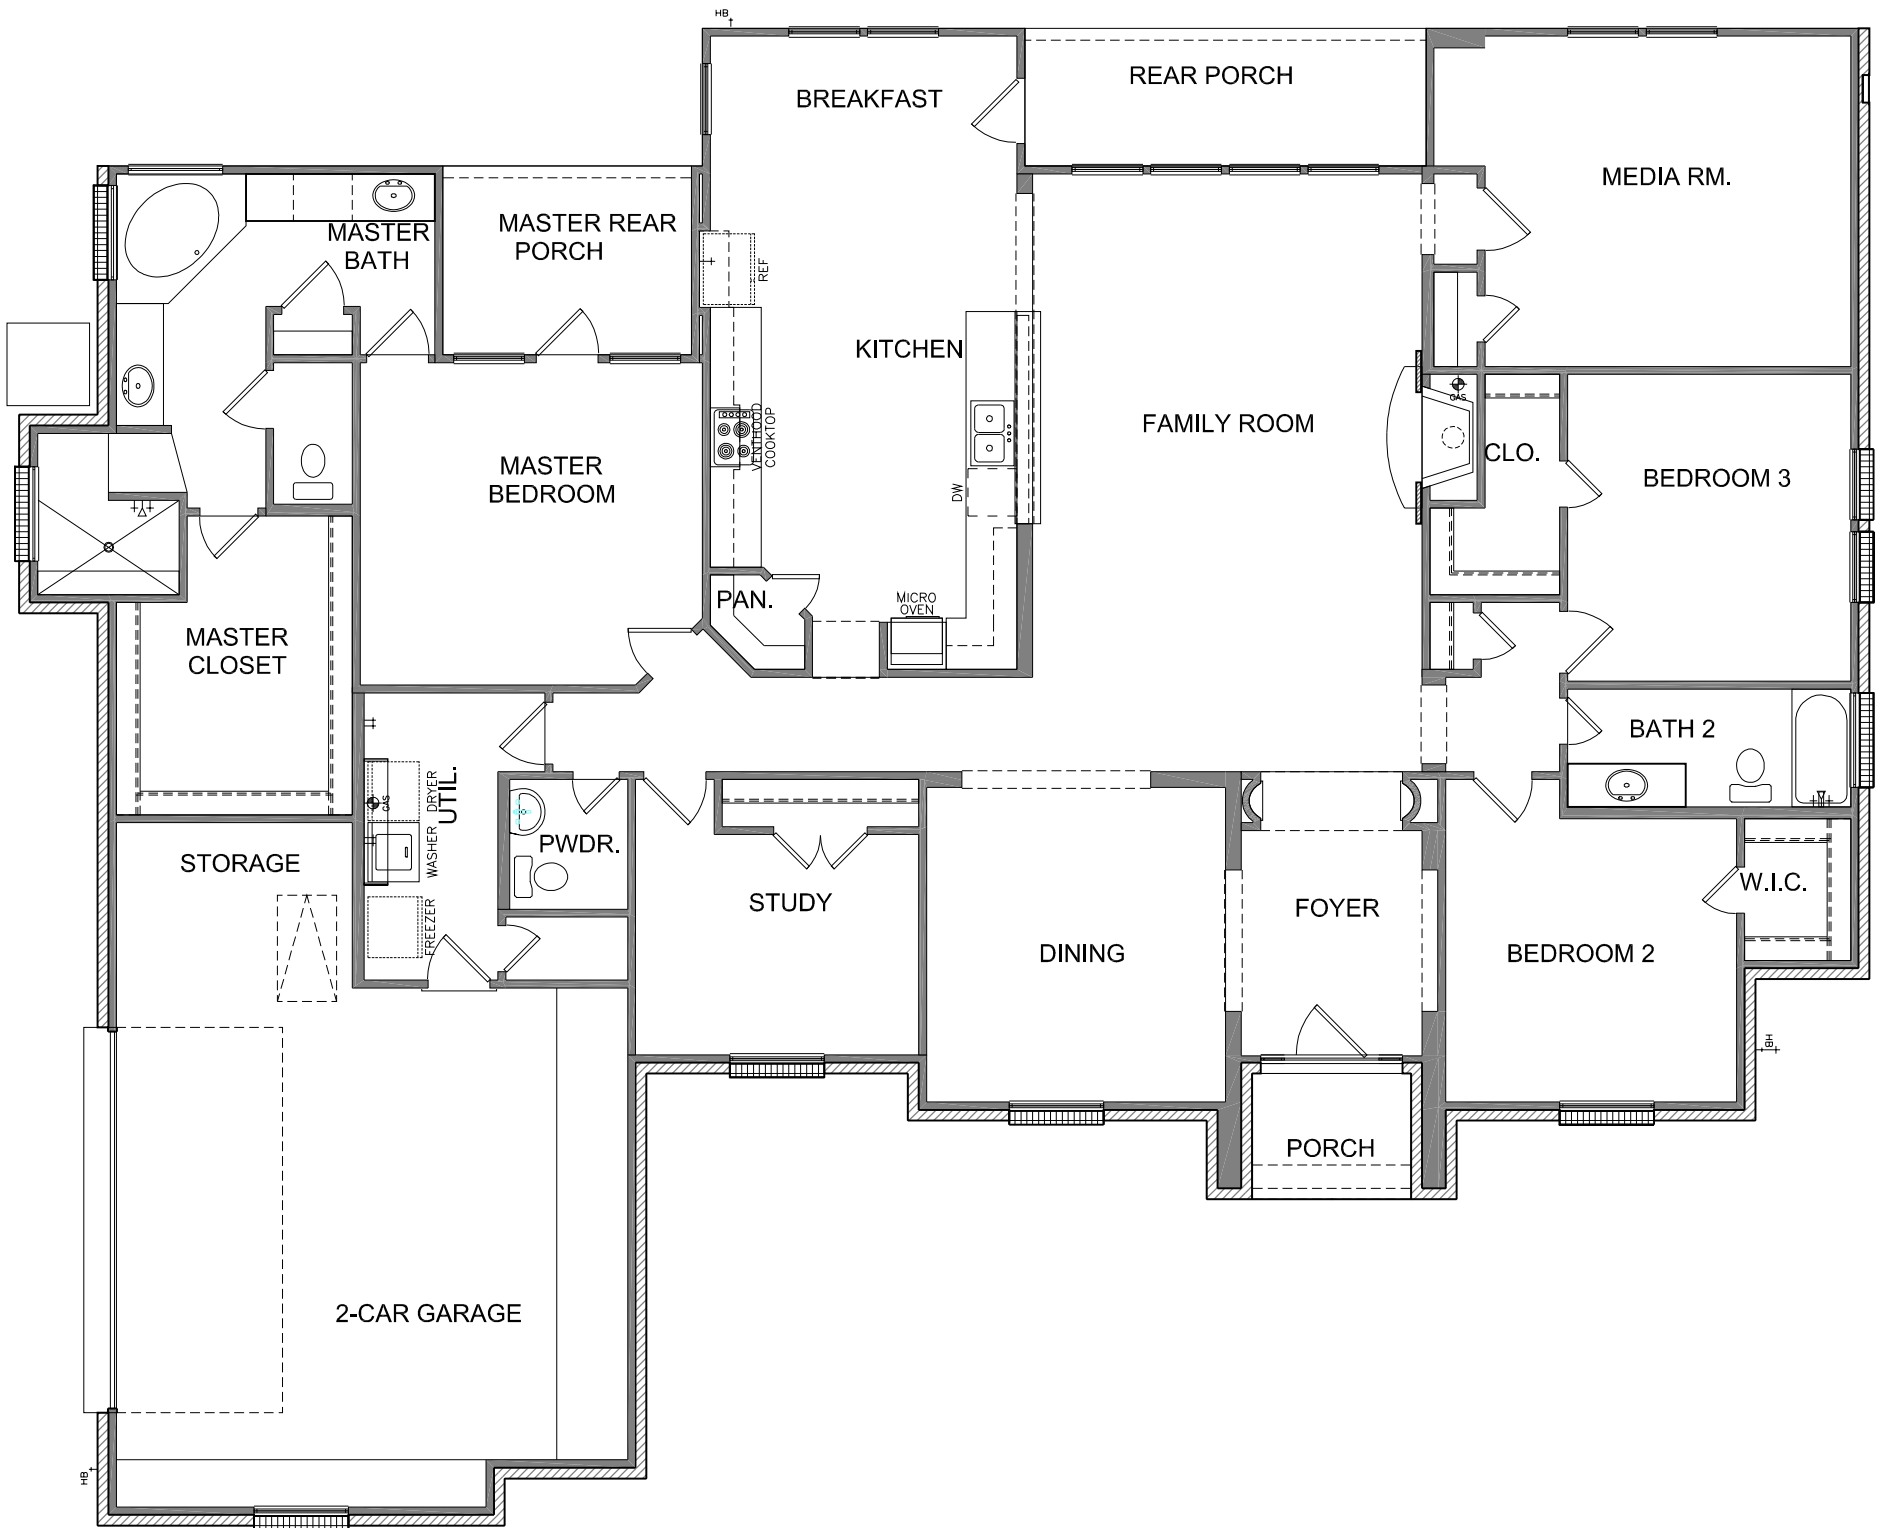 HB
REAR PORCH
BREAKFAST
MEDIA RM.
MASTER REAR
PORCH
MASTER
BATH
REF
KITCHEN
GAS
FAMILY ROOM
VENTHOOD
COOKTOP
CLO.
MASTER
BEDROOM
BEDROOM 3
DW
PAN.
MICRO
OVEN
MASTER
CLOSET
BATH 2
UTIL.
DRYER
GAS
WASHER
PWDR.
STORAGE
W.I.C.
STUDY
FOYER
FREEZER
DINING
BEDROOM 2
HB
PORCH
2-CAR GARAGE
HB